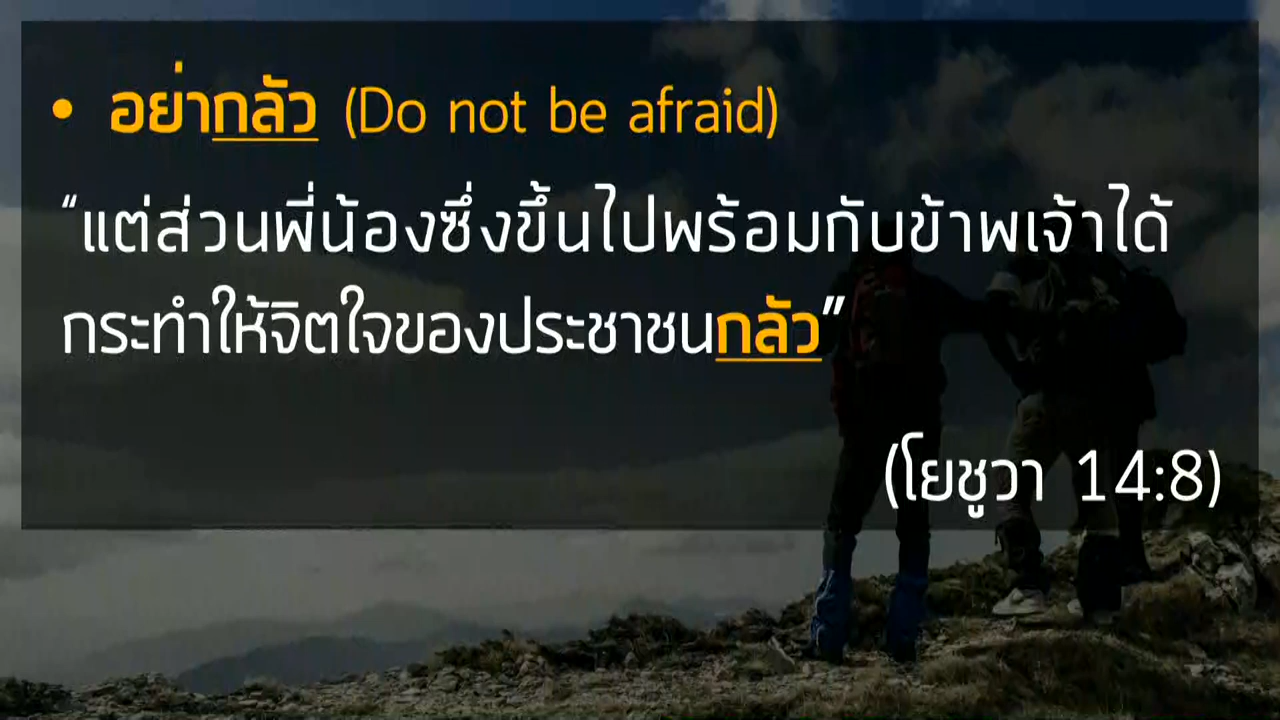 • อย่ากลัว (Do not be afraid)
“แต่ส่วนพี่น้องซึ่งขึ้นไปพร้อมกับข้าพเจ้าได้
กระทำให้จิตใจของประชาชนกลัว”
(โยชูวา 14:8)